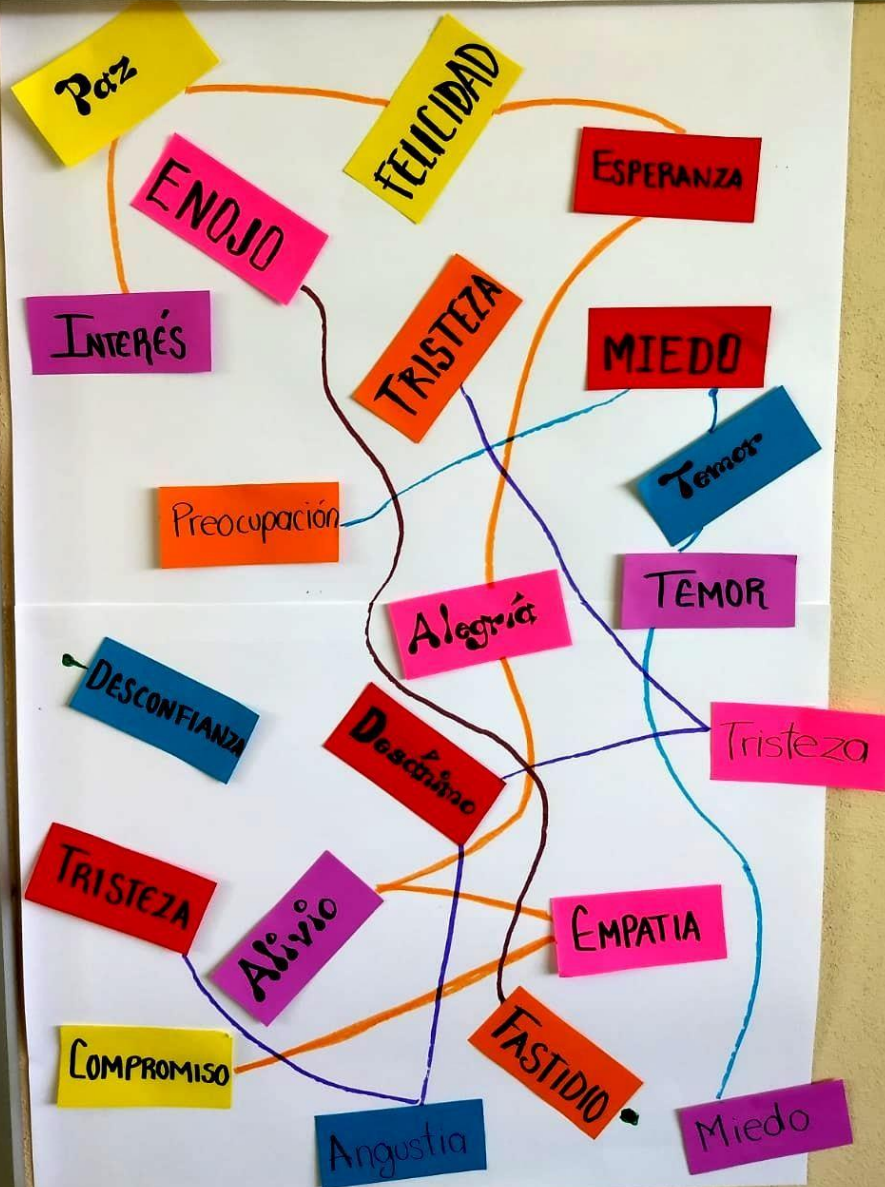 Paz
FELICIDAD
ESPERANZA
ENOJO
INTERÉS
TRISTEZA
MIEDO
Temor
Preocupación
TEMOR
Alegría
DESCONFIANZA
Desánimo
Tristeza
TRISTEZA
Alivio
EMPATIA
COMPROMISO
FASTIDIO
Angustia
Miedo